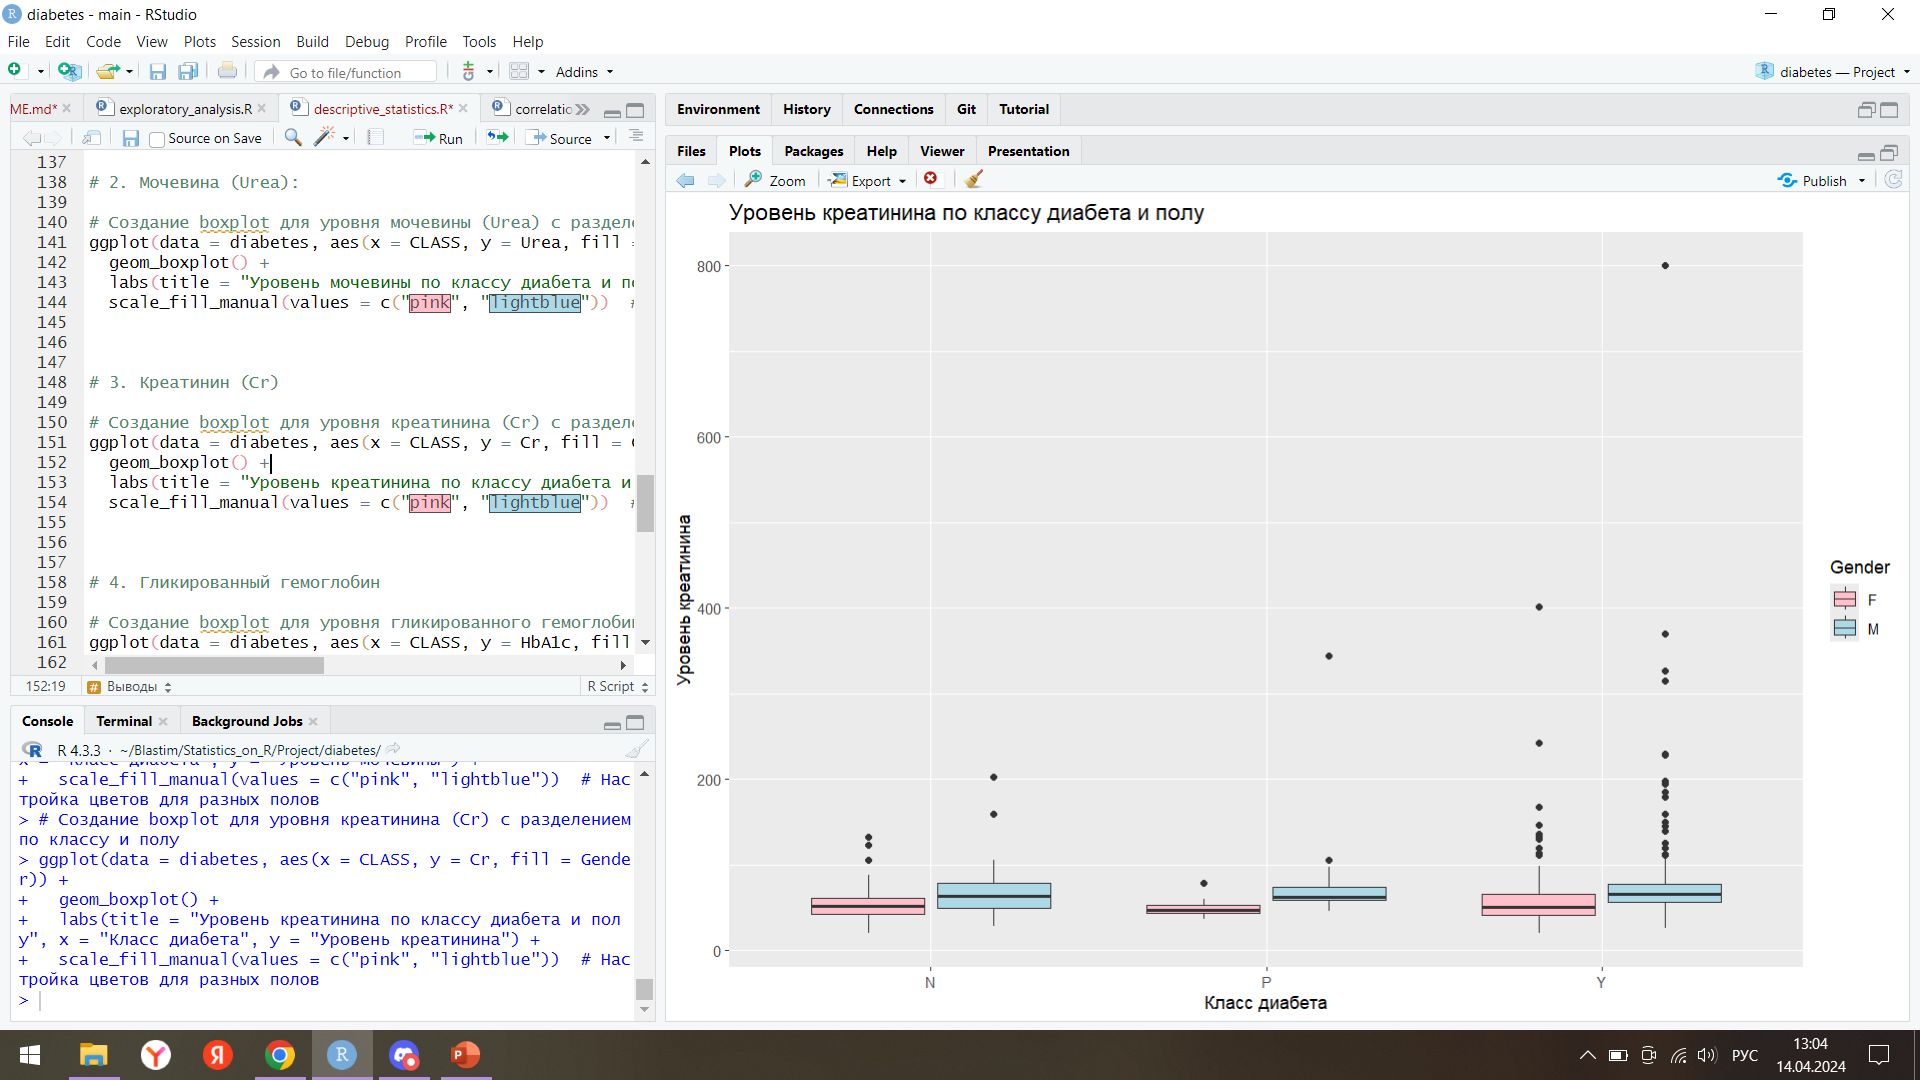 diabetes - main - RStudio
File Edit Code View Plots Session Build Debug Profile Tools Help
Go to file/function Addins diabetes — Project
ME.md* exploratory_analysis.R descriptive_statistics.R* correlatio
Source on Save Run Source
137
138 # 2. Мочевина (Urea):
139
140 # Создание boxplot для уровня мочевины (Urea) с раздел
141 ggplot(data = diabetes, aes(x = CLASS, y = Urea, fill =
142 geom_boxplot() +
143 labs(title = "Уровень мочевины по классу диабета и п
144 scale_fill_manual(values = c("pink", "lightblue")) #
145
146
147
148 # 3. Креатинин (Cr)
149
150 # Создание boxplot для уровня креатинина (Cr) с раздел
151 ggplot(data = diabetes, aes(x = CLASS, y = Cr, fill =
152 geom_boxplot() +
153 labs(title = "Уровень креатинина по классу диабета и
154 scale_fill_manual(values = c("pink", "lightblue")) #
155
156
157
158 # 4. Гликированный гемоглобин
159
160 # Создание boxplot для уровня гликированного гемоглоби
161 ggplot(data = diabetes, aes(x = CLASS, y = HbA1c, fill
162
152:19 # Выводы R Script
Console Terminal Background Jobs
R 4.3.3 · ~/Blastim/Statistics_on_R/Project/diabetes/
x = "Класс диабета", y = "Уровень мочевины") +
+ scale_fill_manual(values = c("pink", "lightblue")) # Нас
тройка цветов для разных полов
> # Создание boxplot для уровня креатинина (Cr) с разделением
по классу и полу
> ggplot(data = diabetes, aes(x = CLASS, y = Cr, fill = Gende
r)) +
+ geom_boxplot() +
+ labs(title = "Уровень креатинина по классу диабета и пол
у", x = "Класс диабета", y = "Уровень креатинина") +
+ scale_fill_manual(values = c("pink", "lightblue")) # Нас
тройка цветов для разных полов
>
Environment History Connections Git Tutorial
Files Plots Packages Help Viewer Presentation
Zoom Export Publish
Уровень креатинина по классу диабета и полу
Уровень креатинина
800
600
400
200
0
N P Y
Класс диабета
Gender
F
M
РУС
13:04
14.04.2024